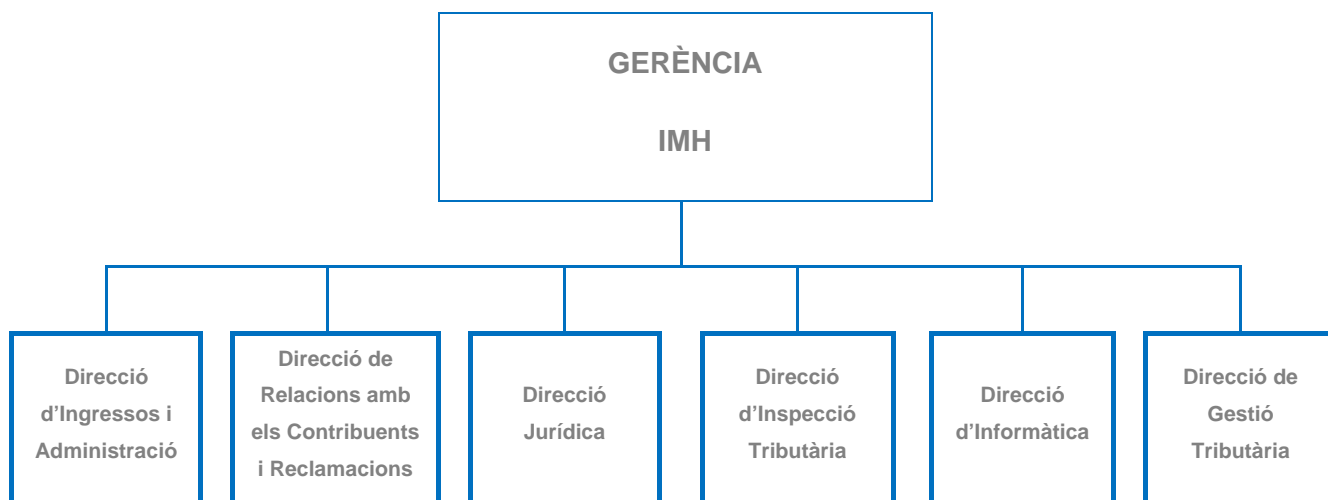 GERÈNCIA
IMH
Direcció
d’Ingressos i
Administració
Direcció de
Relacions amb
els Contribuents
i Reclamacions
Direcció
Jurídica
Direcció
d’Inspecció
Tributària
Direcció
d’Informàtica
Direcció de
Gestió
Tributària